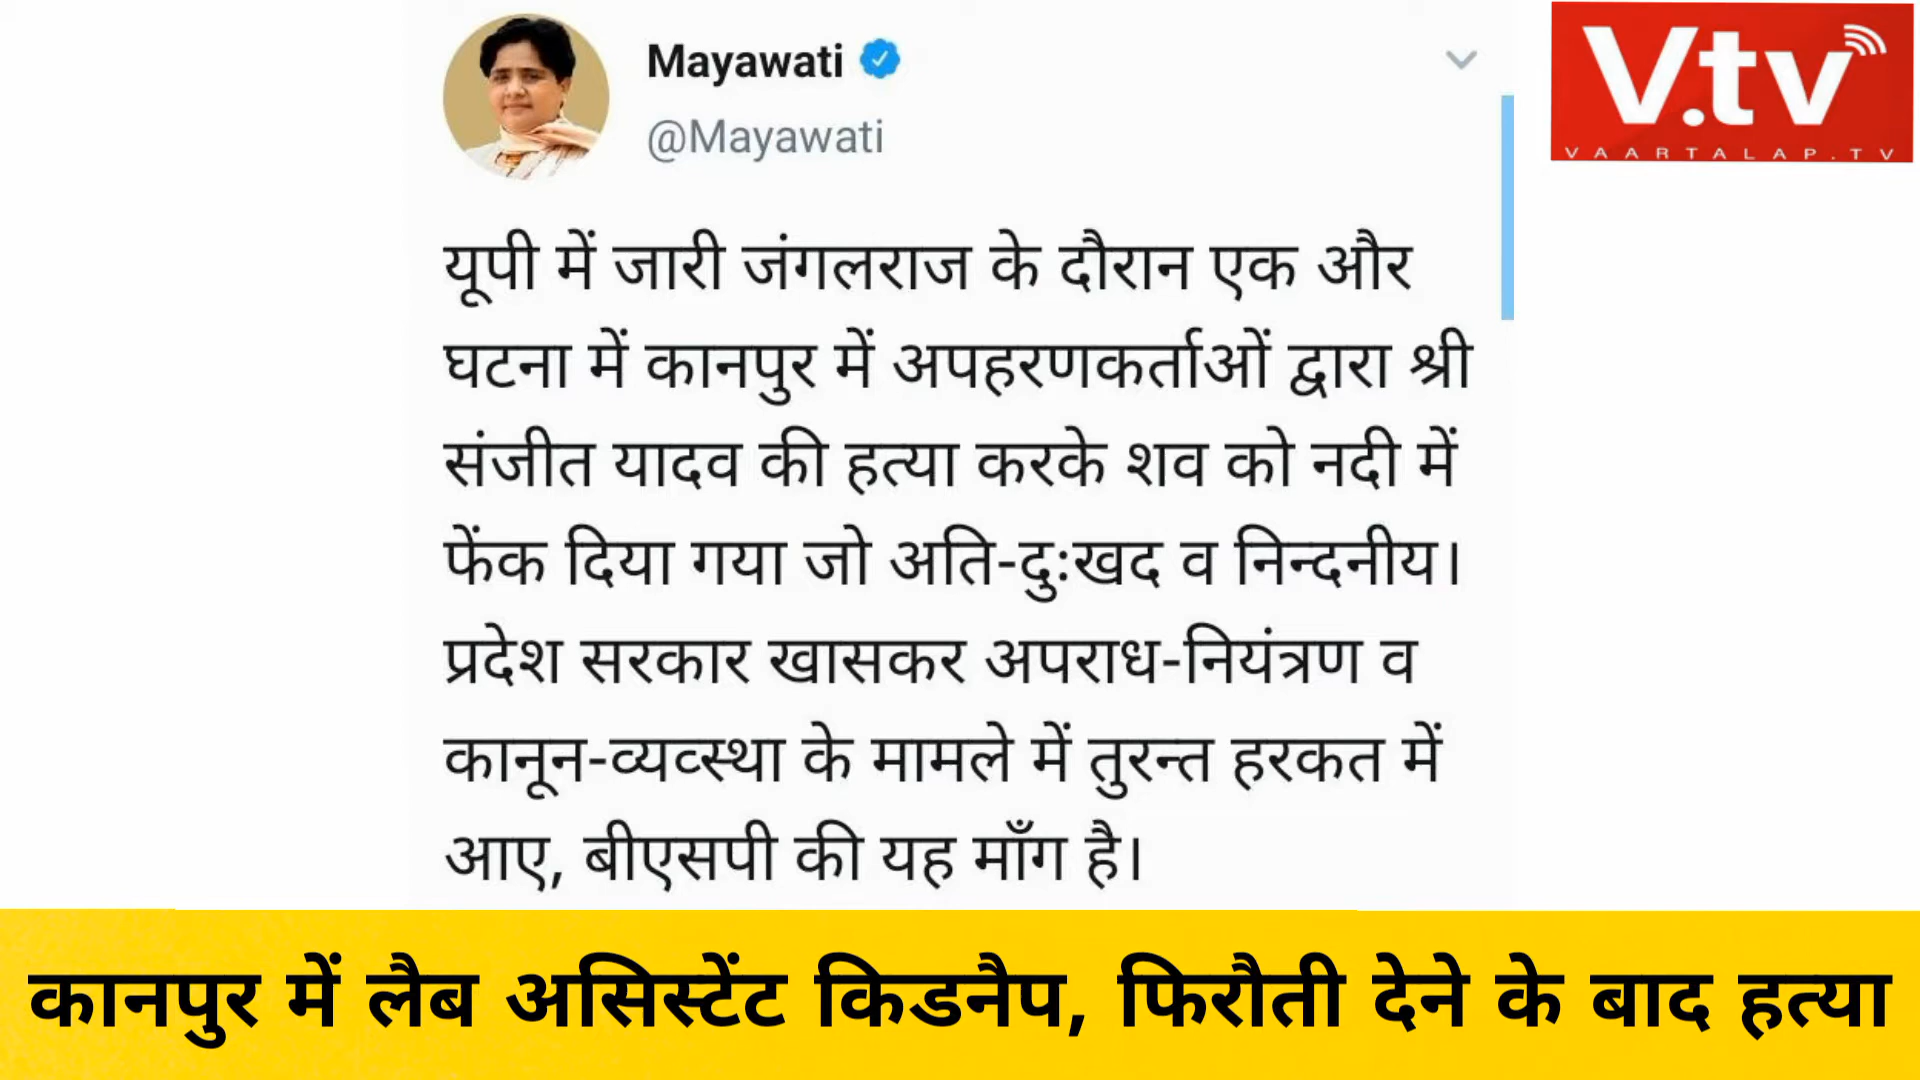 Mayawati
@Mayawati
V.tv
VAARTALAP.TV
यूपी में जारी जंगलराज के दौरान एक और
घटना में कानपुर में अपहरणकर्ताओं द्वारा श्री
संजीत यादव की हत्या करके शव को नदी में
फेंक दिया गया जो अति-दुःखद व निन्दनीय।
प्रदेश सरकार खासकर अपराध-नियंत्रण व
कानून-व्यव्स्था के मामले में तुरन्त हरकत में
आए, बीएसपी की यह माँग है।
कानपुर में लैब असिस्टेंट किडनैप, फिरौती देने के बाद हत्या